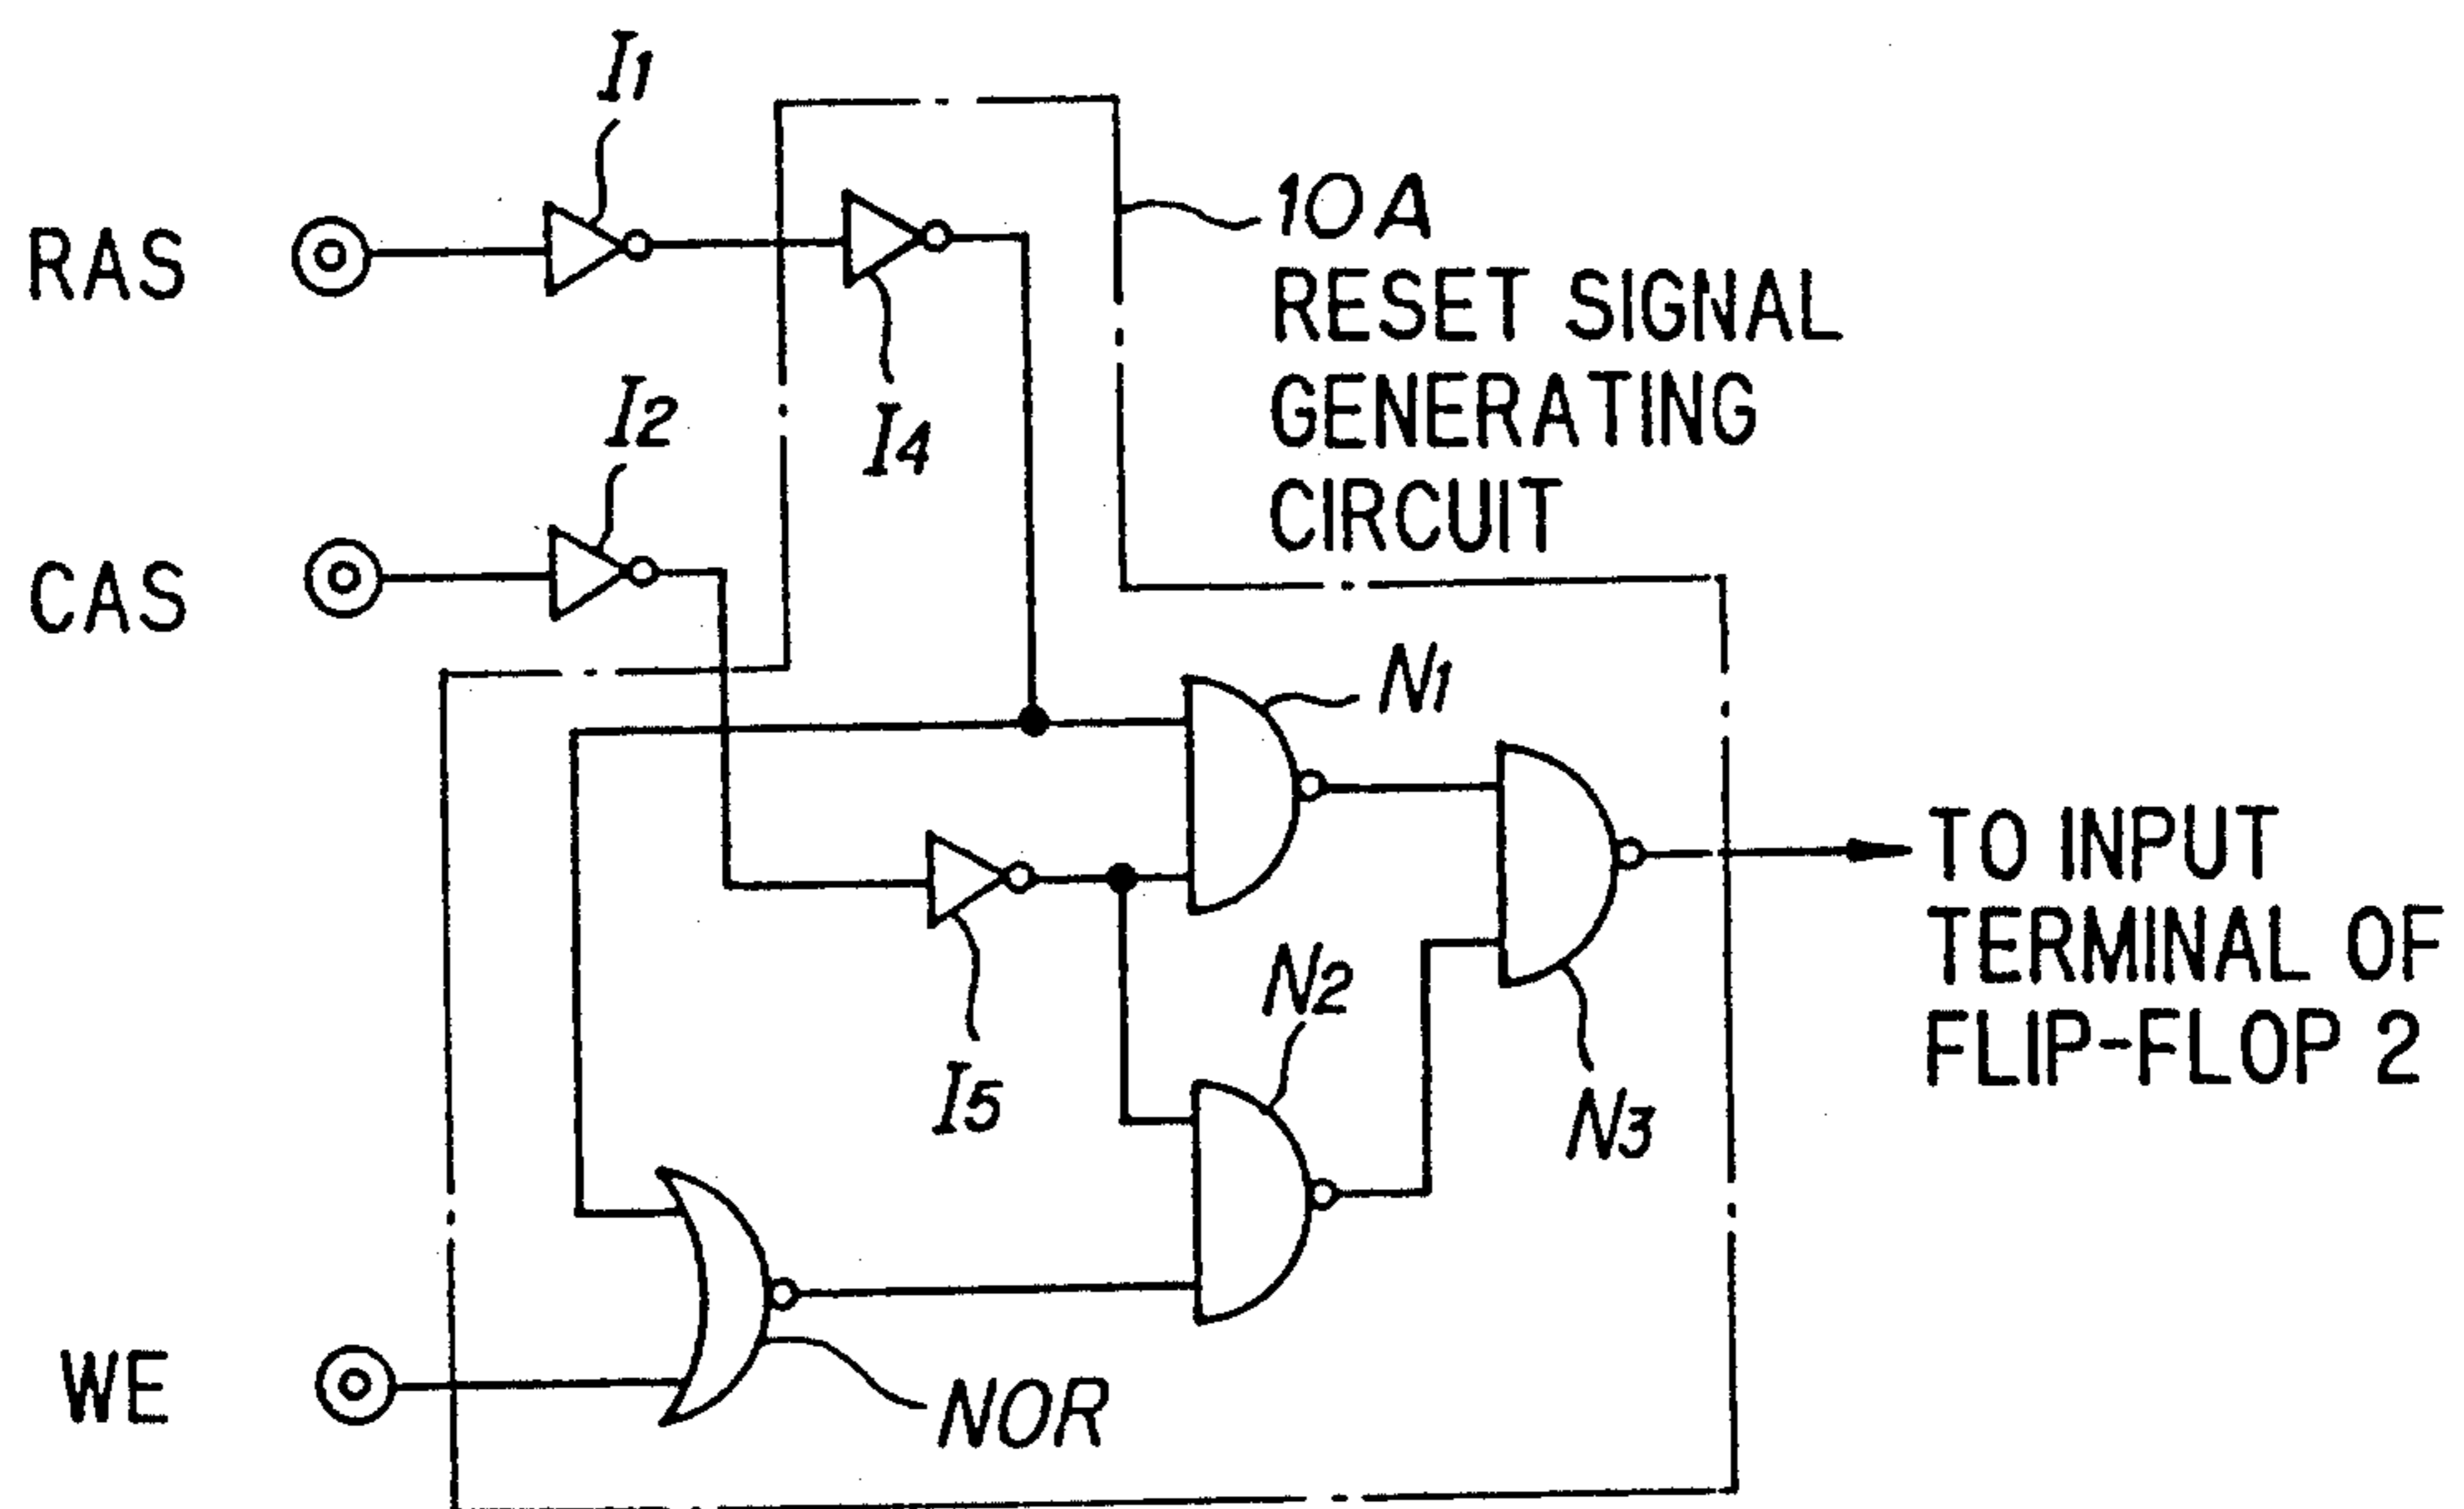 I1
RAS
10A
RESET SIGNAL
GENERATING
CIRCUIT
I4
I2
CAS
N1
N2
TO INPUT
TERMINAL OF
FLIP-FLOP 2
I5
N3
WE
NOR